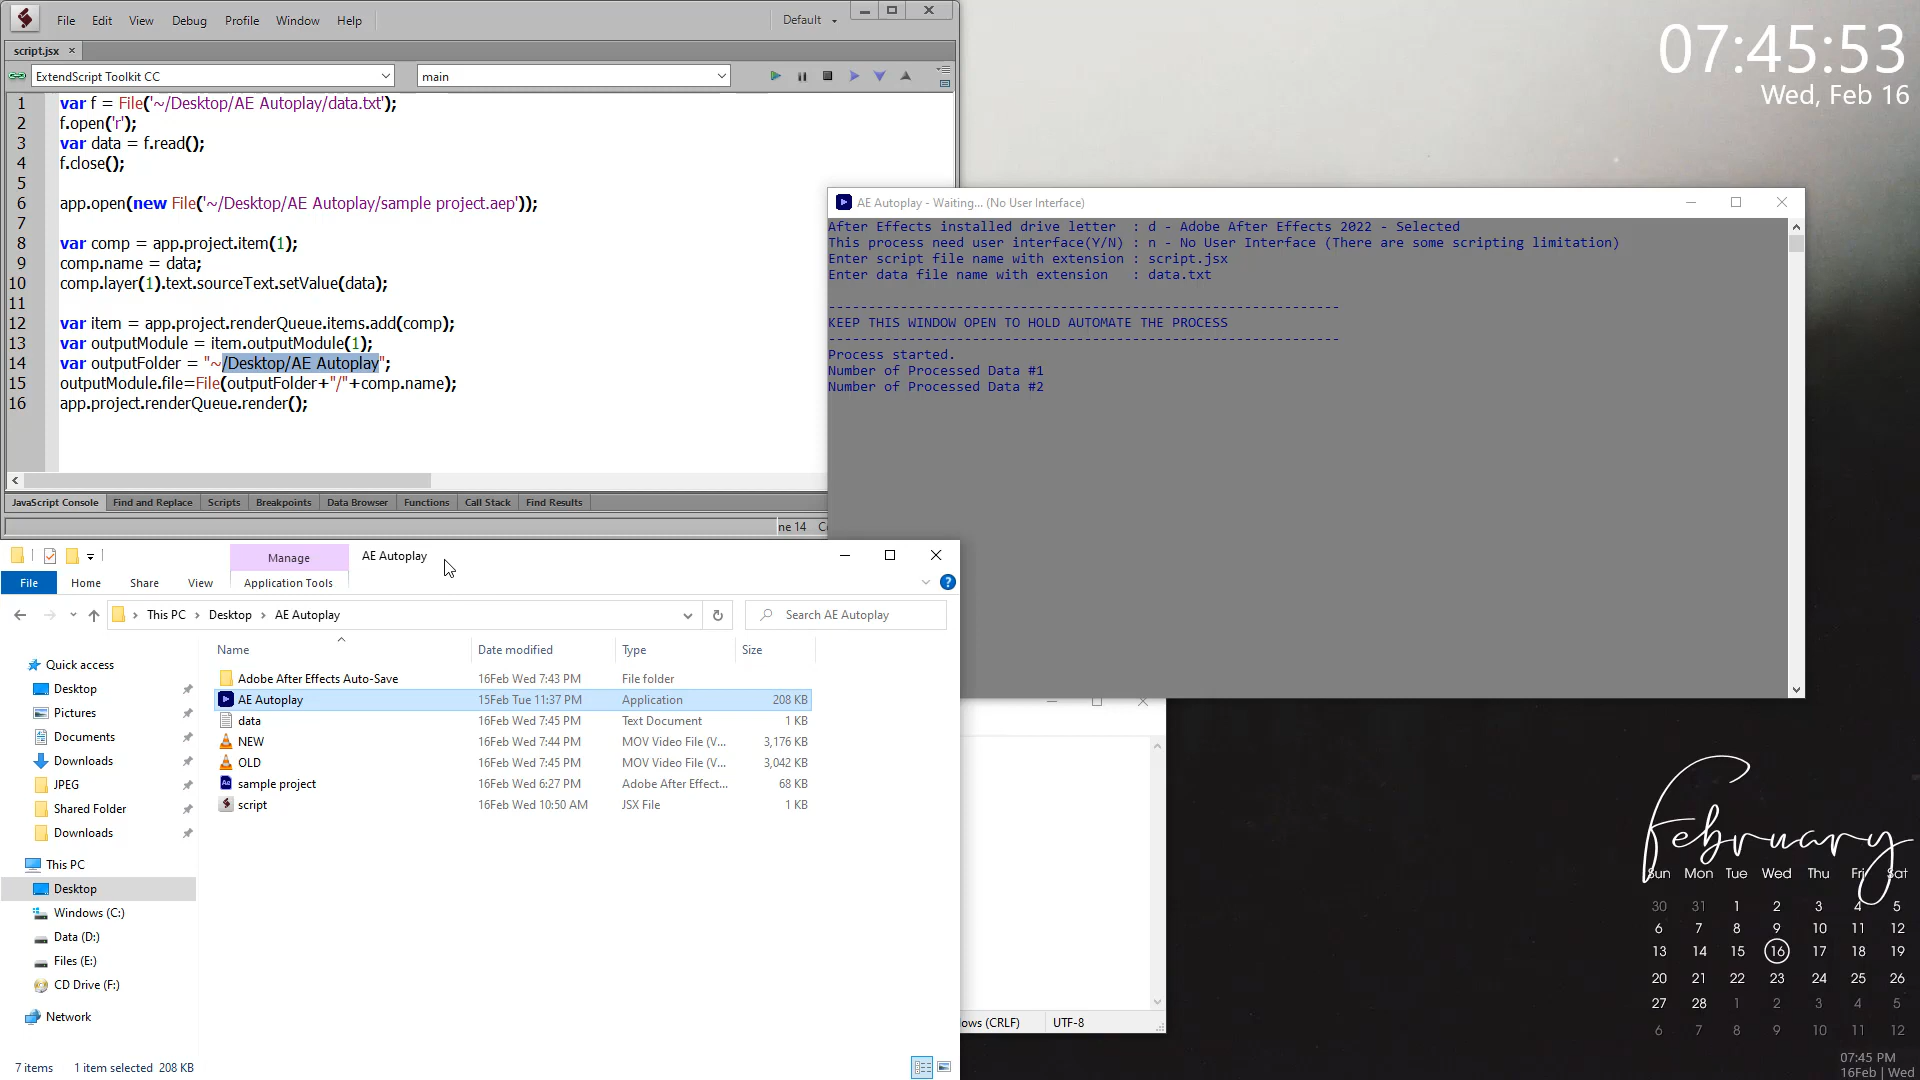 File Edit View Debug Profile Window Help
Default
script.jsx ×
ExtendScript Toolkit CC
main
1 var f = File('~/Desktop/AE Autoplay/data.txt');
2 f.open('r');
3 var data = f.read();
4 f.close();
5
6 app.open(new File('~/Desktop/AE Autoplay/sample project.aep'));
7
8 var comp = app.project.item(1);
9 comp.name = data;
10 comp.layer(1).text.sourceText.setValue(data);
11
12 var item = app.project.renderQueue.items.add(comp);
13 var outputModule = item.outputModule(1);
14 var outputFolder = "~/Desktop/AE Autoplay";
15 outputModule.file=File(outputFolder+"/"+comp.name);
16 app.project.renderQueue.render();
JavaScript Console Find and Replace Scripts Breakpoints Data Browser Functions Call Stack Find Results
ne 14
AE Autoplay - Waiting... (No User Interface)
After Effects installed drive letter : d - Adobe After Effects 2022 - Selected
This process need user interface(Y/N) : n - No User Interface (There are some scripting limitation)
Enter script file name with extension : script.jsx
Enter data file name with extension : data.txt
---------------------------------------------------------------
KEEP THIS WINDOW OPEN TO HOLD AUTOMATE THE PROCESS
---------------------------------------------------------------
Process started.
Number of Processed Data #1
Number of Processed Data #2
07:45:53
Wed, Feb 16
Manage
AE Autoplay
File Home Share View Application Tools
This PC > Desktop > AE Autoplay
Search AE Autoplay
Name Date modified Type Size
Adobe After Effects Auto-Save 16Feb Wed 7:43 PM File folder
AE Autoplay 15Feb Tue 11:37 PM Application 208 KB
data 16Feb Wed 7:45 PM Text Document 1 KB
NEW 16Feb Wed 7:44 PM MOV Video File (V... 3,176 KB
OLD 16Feb Wed 7:45 PM MOV Video File (V... 3,042 KB
sample project 16Feb Wed 6:27 PM Adobe After Effect... 68 KB
script 16Feb Wed 10:50 AM JSX File 1 KB
Quick access
Desktop
Pictures
Documents
Downloads
JPEG
Shared Folder
Downloads
This PC
Desktop
Windows (C:)
Data (D:)
Files (E:)
CD Drive (F:)
Network
7 items 1 item selected 208 KB
ows (CRLF) UTF-8
february
Sun Mon Tue Wed Thu Fri Sat
30 31 1 2 3 4 5
6 7 8 9 10 11 12
13 14 15 16 17 18 19
20 21 22 23 24 25 26
27 28 1 2 3 4 5
6 7 8 9 10 11 12
07:45 PM
16Feb | Wed